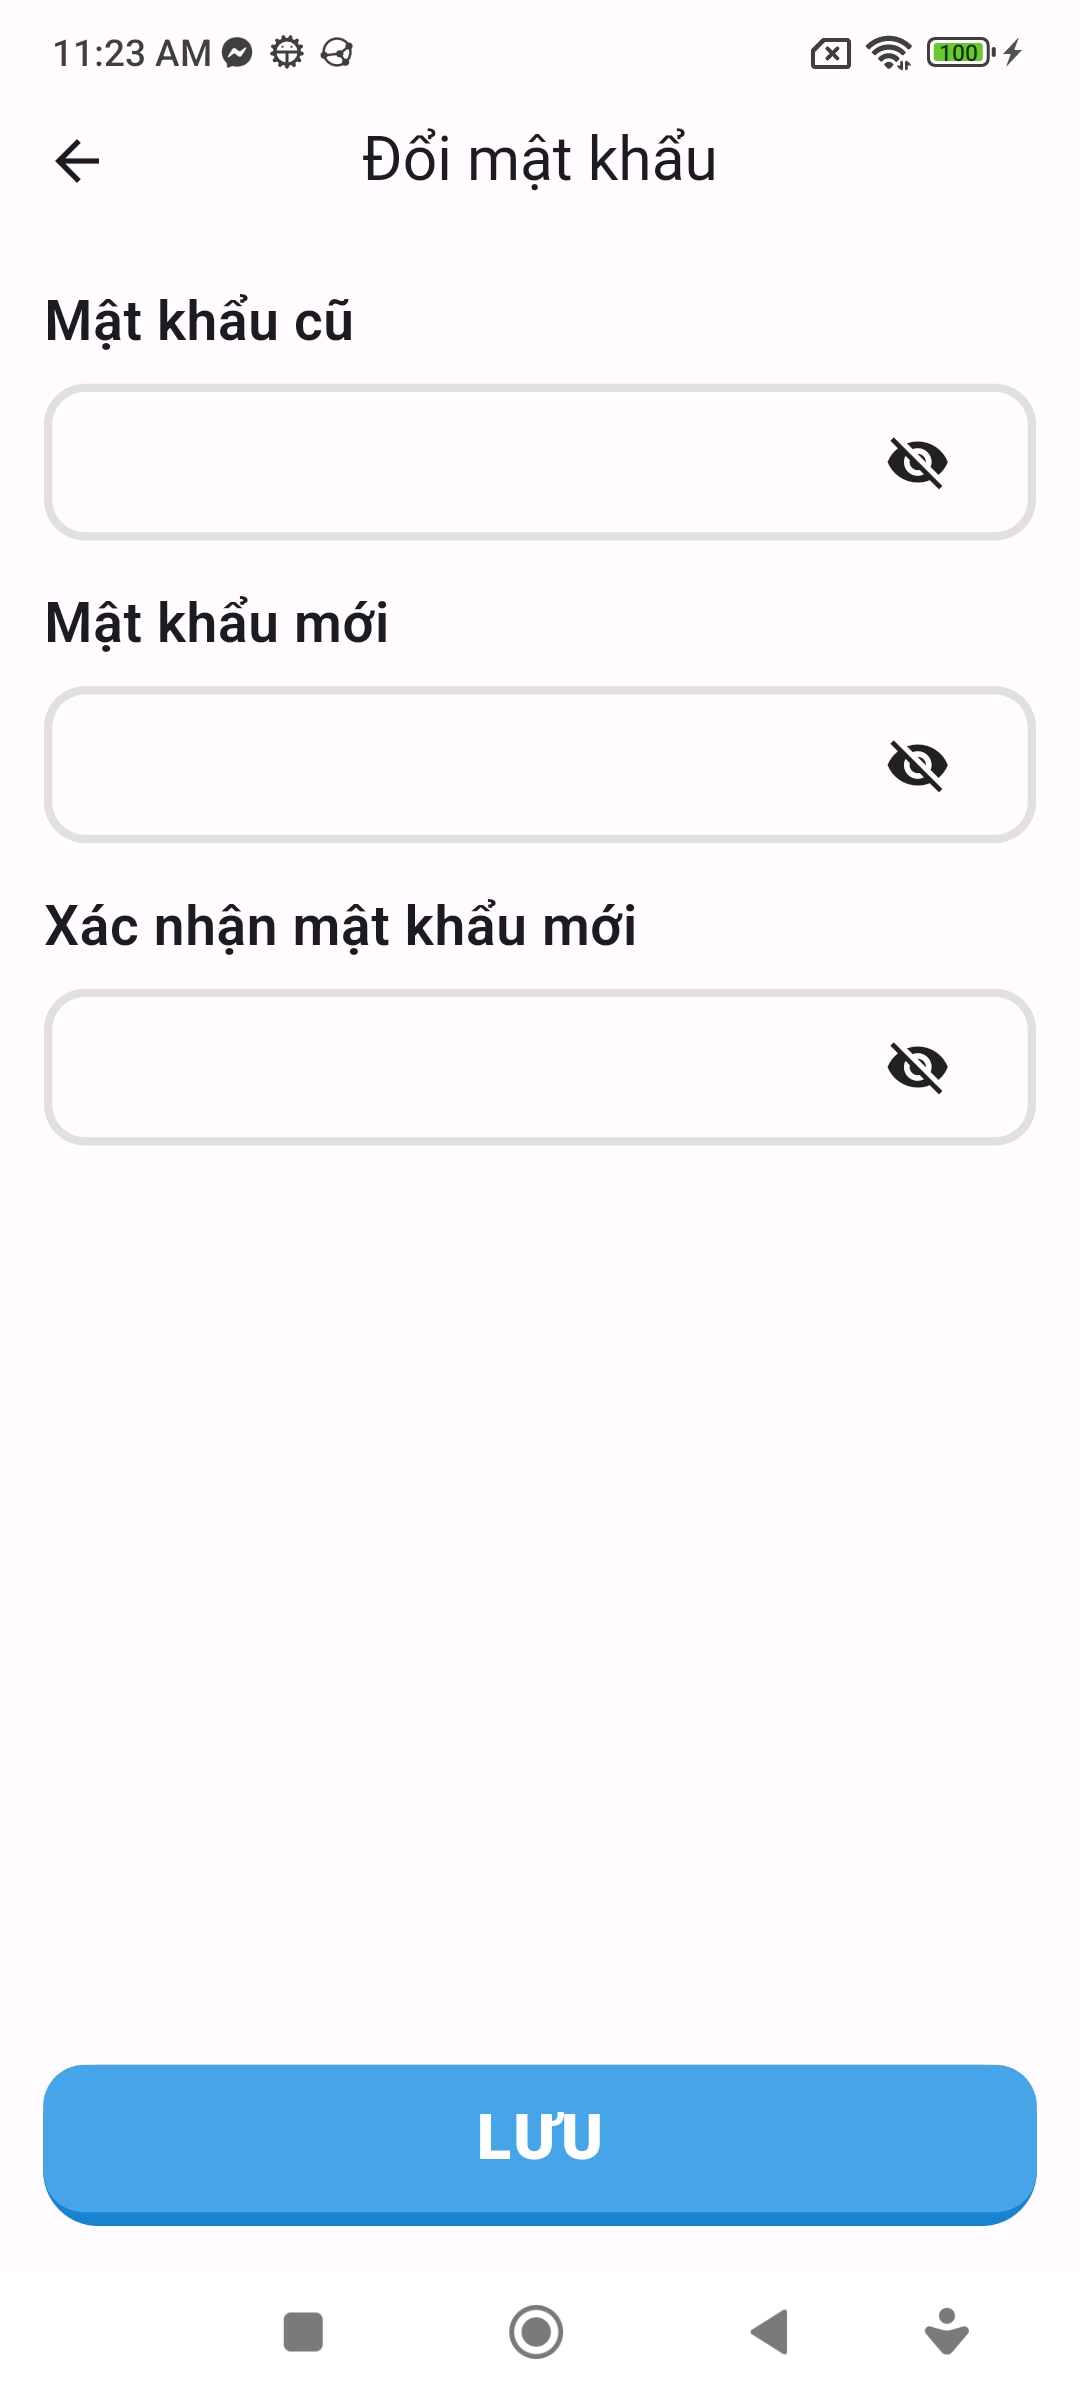 11:23 AM
100
Đổi mật khẩu
Mật khẩu cũ
Mật khẩu mới
Xác nhận mật khẩu mới
LƯU